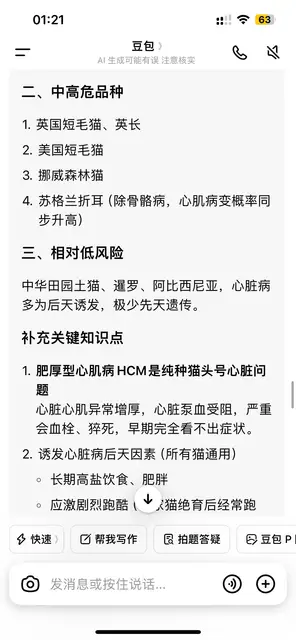 01:21
63
豆包
AI 生成可能有误 注意核实
二、中高危品种
1. 英国短毛猫、英长
2. 美国短毛猫
3. 挪威森林猫
4. 苏格兰折耳（除骨骼病，心肌病变概率同
步升高）
三、相对低风险
中华田园土猫、暹罗、阿比西尼亚，心脏病
多为后天诱发，极少先天遗传。
补充关键知识点
1. 肥厚型心肌病 HCM是纯种猫头号心脏问
题
心脏心肌异常增厚，心脏泵血受阻，严重
会血栓、猝死，早期完全看不出症状。
2. 诱发心脏病后天因素（所有猫通用）
长期高盐饮食、肥胖
应激剧烈跑酷（
猫绝育后经常跑
快速
帮我写作
拍题答疑
豆包 P
发消息或按住说话...